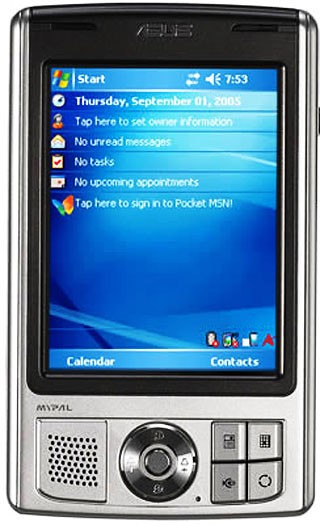 ASUS
Start 7:53
Thursday, September 01, 2005
Tap here to set owner information
No unread messages
No tasks
No upcoming appointments
Tap here to sign in to Pocket MSN!
Calendar Contacts
MYPAL